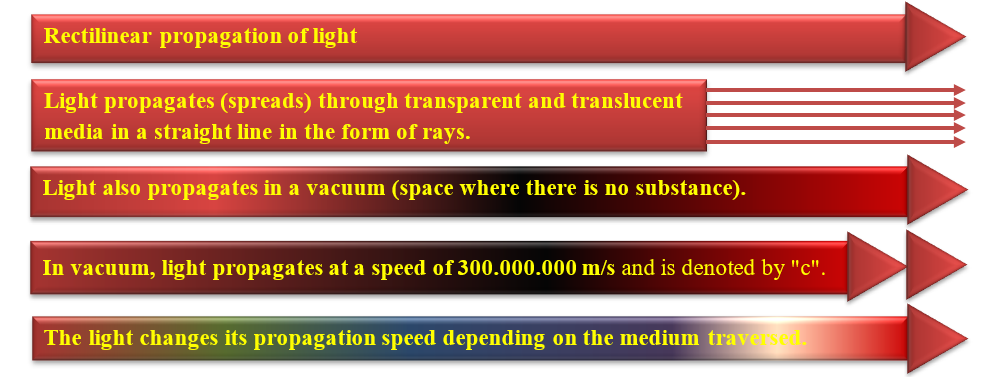 Rectilinear propagation of light
Light propagates (spreads) through transparent and translucent
media in a straight line in the form of rays.
Light also propagates in a vacuum (space where there is no substance).
In vacuum, light propagates at a speed of 300.000.000 m/s and is denoted by "c".
The light changes its propagation speed depending on the medium traversed.